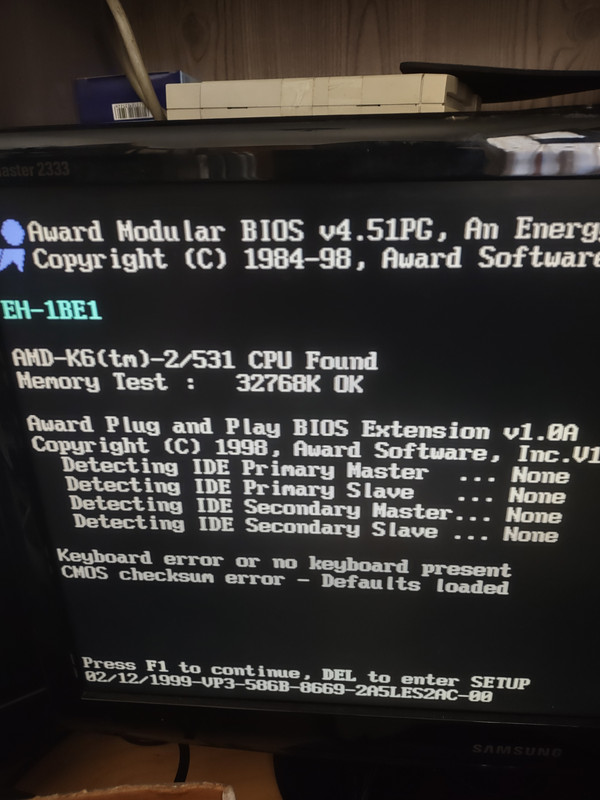 aster 2333
Award Modular BIOS v4.51PG, An Energy
Copyright (C) 1984-98, Award Software
EH-1BE1
AMD-K6(tm)-2/531 CPU Found
Memory Test : 32768K OK
Award Plug and Play BIOS Extension v1.0A
Copyright (C) 1998, Award Software, Inc.V1
Detecting IDE Primary Master ... None
Detecting IDE Primary Slave ... None
Detecting IDE Secondary Master... None
Detecting IDE Secondary Slave ... None
Keyboard error or no keyboard present
CMOS checksum error - Defaults loaded
Press F1 to continue, DEL to enter SETUP
02/12/1999-VP3-586B-8669-2A5LES2AC-00
SAMSUNG